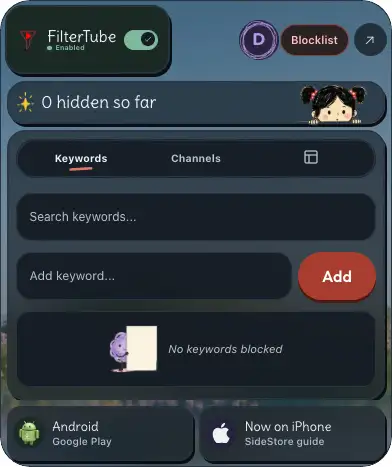 FilterTube
Enabled
D
Blocklist
0 hidden so far
Keywords
Channels
Search keywords...
Add keyword...
Add
No keywords blocked
Android
Google Play
Now on iPhone
SideStore guide